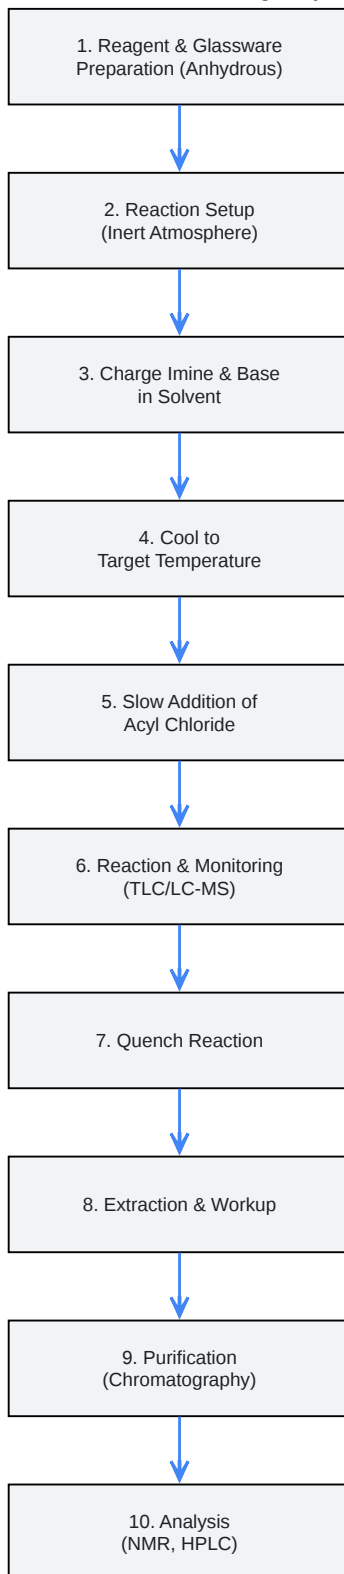 1. Reagent & Glassware
Preparation (Anhydrous)
2. Reaction Setup
(Inert Atmosphere)
3. Charge Imine & Base
in Solvent
4. Cool to
Target Temperature
5. Slow Addition of
Acyl Chloride
6. Reaction & Monitoring
(TLC/LC-MS)
7. Quench Reaction
8. Extraction & Workup
9. Purification
(Chromatography)
10. Analysis
(NMR, HPLC)